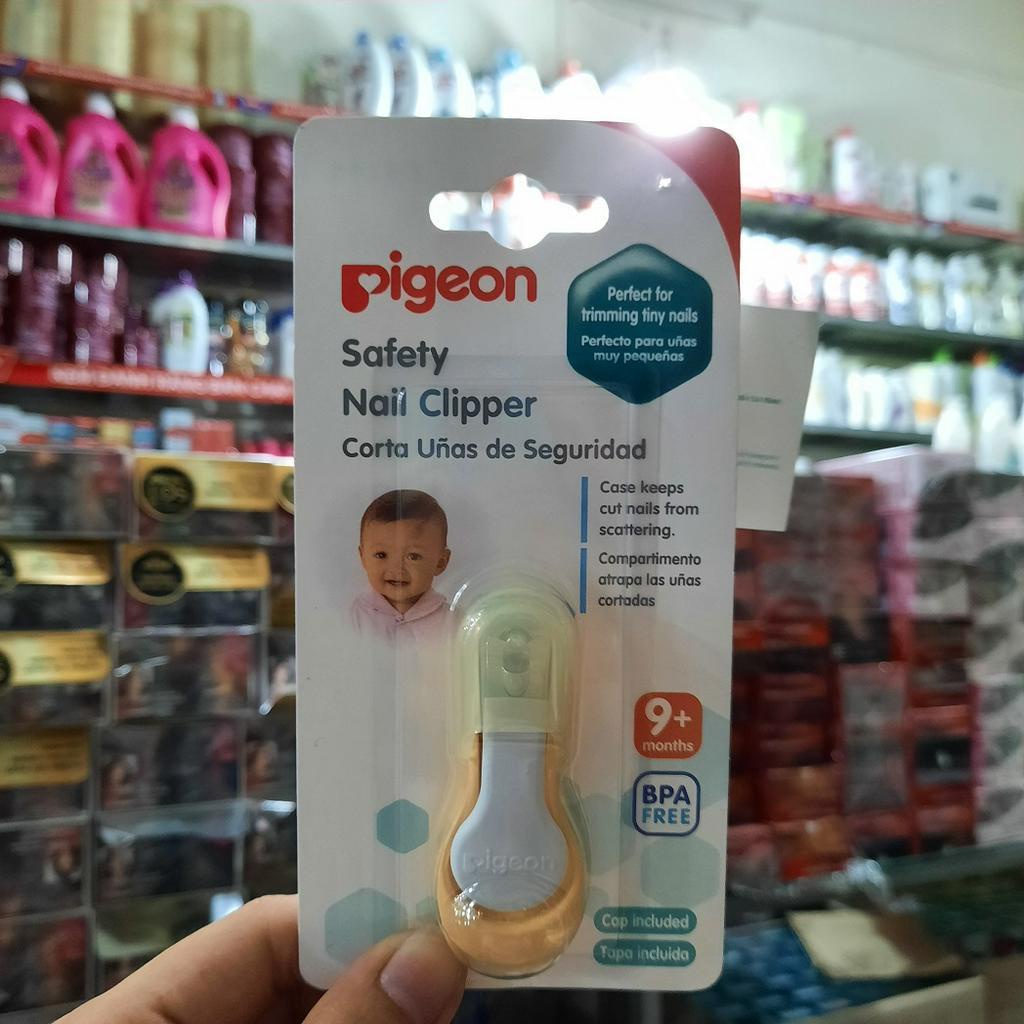 pigeon
Perfect for
trimming tiny nails
Perfecto para uñas
muy pequeñas
Safety
Nail Clipper
Corta Uñas de Seguridad
Case keeps
cut nails from
scattering.
Compartimento
atrapa las uñas
cortadas
9+
months
BPA
FREE
pigeon
Cap included
Tapa incluida